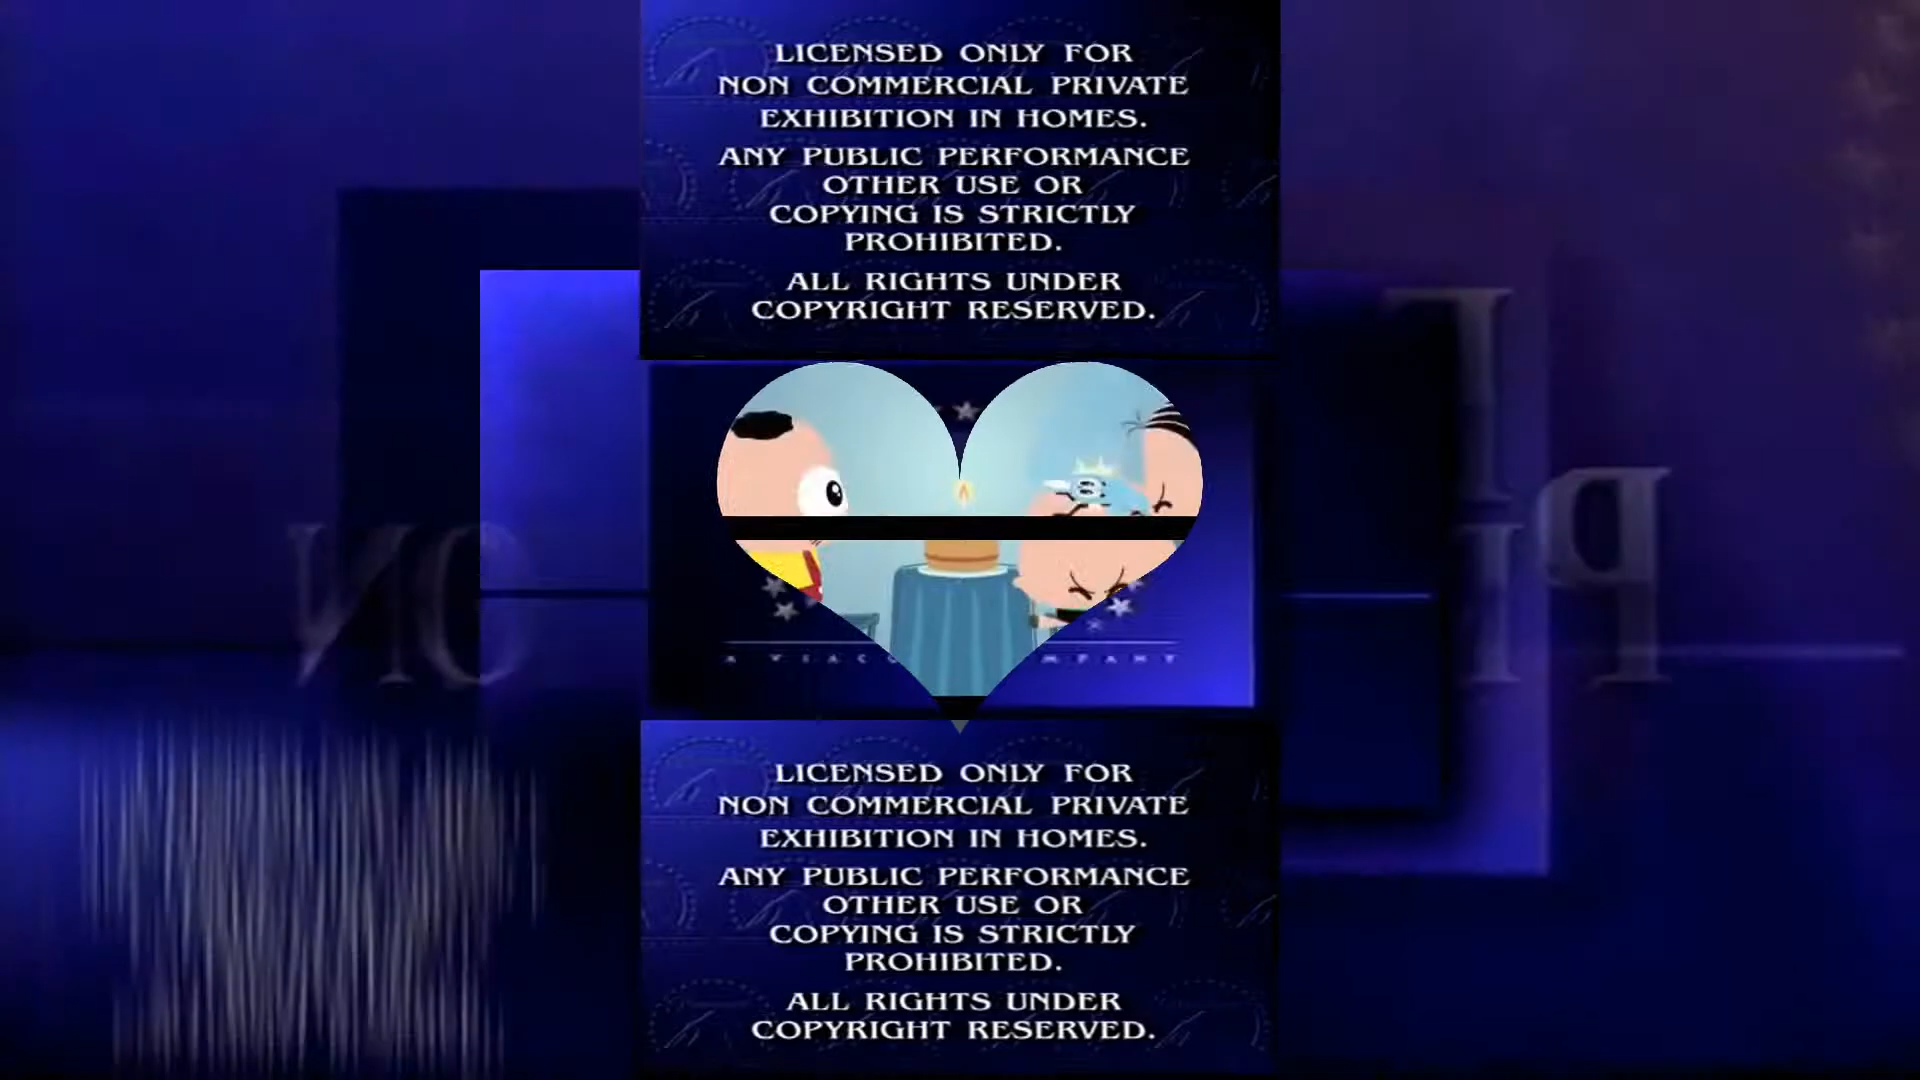 LICENSED ONLY FOR
NON COMMERCIAL PRIVATE
EXHIBITION IN HOMES.
ANY PUBLIC PERFORMANCE
OTHER USE OR
COPYING IS STRICTLY
PROHIBITED.
ALL RIGHTS UNDER
COPYRIGHT RESERVED.
A VIACO MPANY
LICENSED ONLY FOR
NON COMMERCIAL PRIVATE
EXHIBITION IN HOMES.
ANY PUBLIC PERFORMANCE
OTHER USE OR
COPYING IS STRICTLY
PROHIBITED.
ALL RIGHTS UNDER
COPYRIGHT RESERVED.